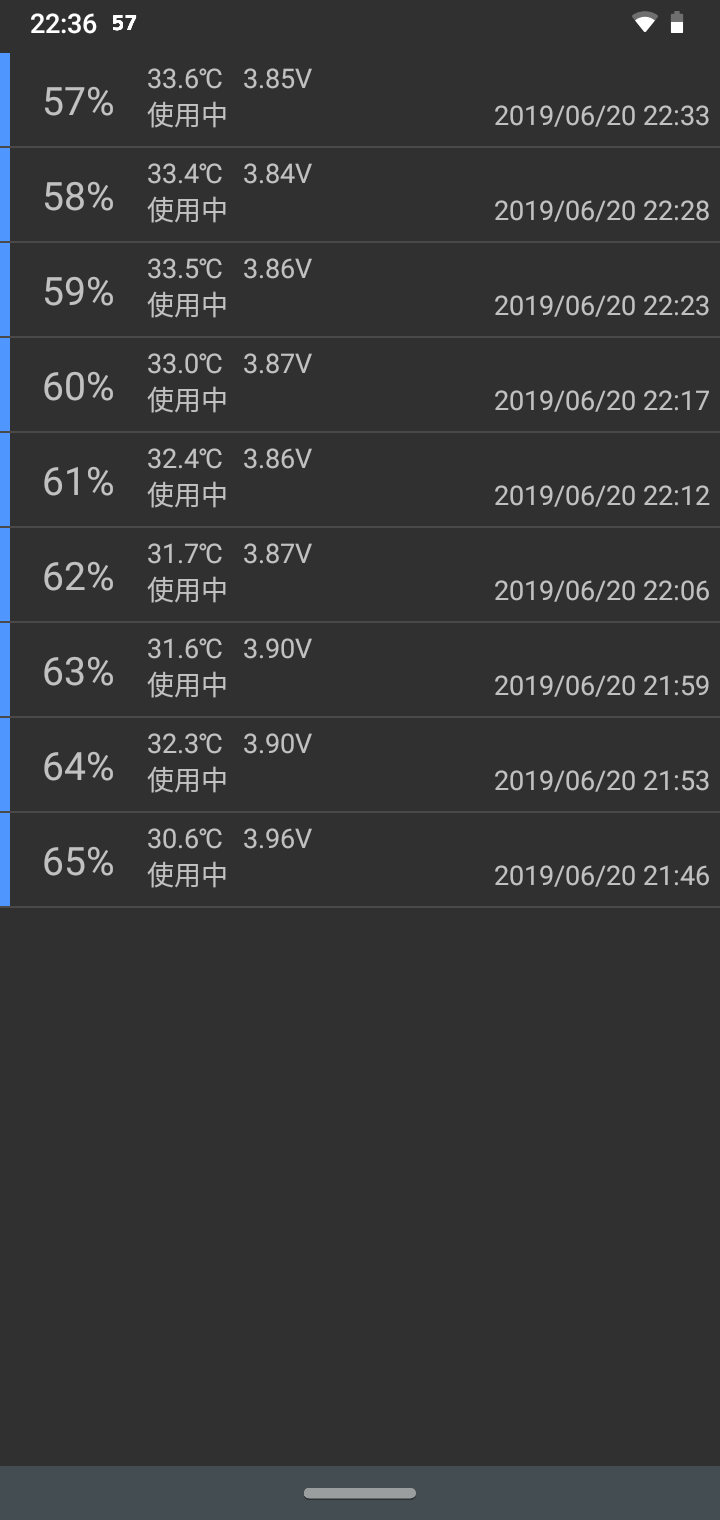 22:36 57
57% 33.6℃ 3.85V
使用中 2019/06/20 22:33
58% 33.4℃ 3.84V
使用中 2019/06/20 22:28
59% 33.5℃ 3.86V
使用中 2019/06/20 22:23
60% 33.0℃ 3.87V
使用中 2019/06/20 22:17
61% 32.4℃ 3.86V
使用中 2019/06/20 22:12
62% 31.7℃ 3.87V
使用中 2019/06/20 22:06
63% 31.6℃ 3.90V
使用中 2019/06/20 21:59
64% 32.3℃ 3.90V
使用中 2019/06/20 21:53
65% 30.6℃ 3.96V
使用中 2019/06/20 21:46